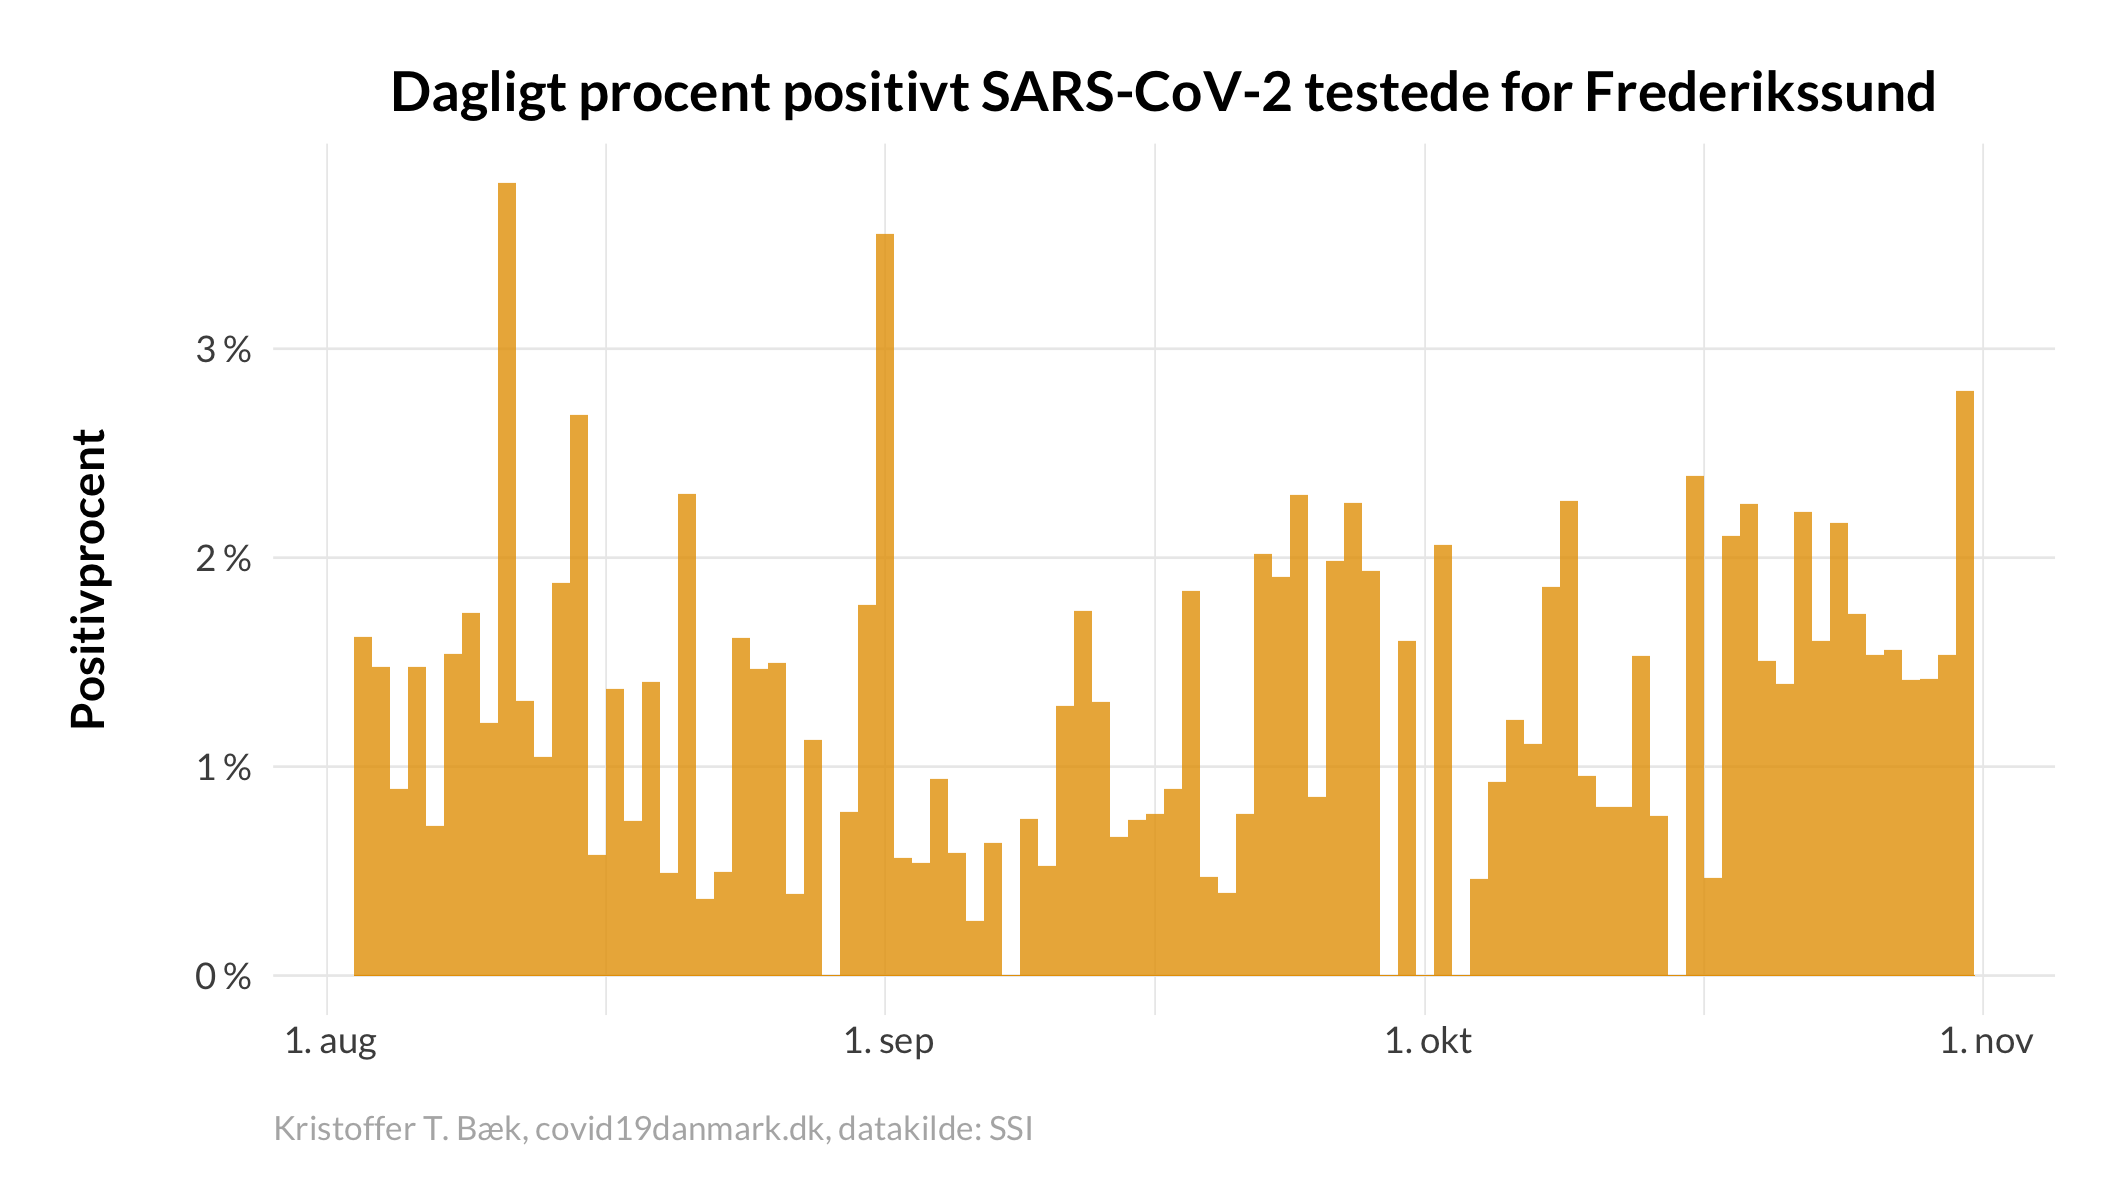 Dagligt procent positivt SARS-CoV-2 testede for Frederikssund
Positivprocent
3 %
2 %
1 %
0 %
1. aug
1. sep
1. okt
1. nov
Kristoffer T. Bæk, covid19danmark.dk, datakilde: SSI